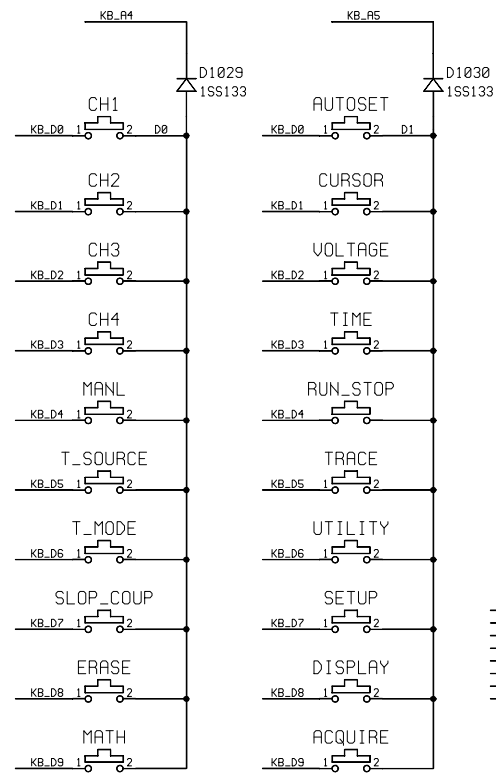 KB_A4
D1029
1SS133
CH1
KB_D0 1 2 D0
CH2
KB_D1 1 2
CH3
KB_D2 1 2
CH4
KB_D3 1 2
MANL
KB_D4 1 2
T_SOURCE
KB_D5 1 2
T_MODE
KB_D6 1 2
SLOP_COUP
KB_D7 1 2
ERASE
KB_D8 1 2
MATH
KB_D9 1 2
KB_A5
D1030
1SS133
AUTOSET
KB_D0 1 2 D1
CURSOR
KB_D1 1 2
VOLTAGE
KB_D2 1 2
TIME
KB_D3 1 2
RUN_STOP
KB_D4 1 2
TRACE
KB_D5 1 2
UTILITY
KB_D6 1 2
SETUP
KB_D7 1 2
DISPLAY
KB_D8 1 2
ACQUIRE
KB_D9 1 2